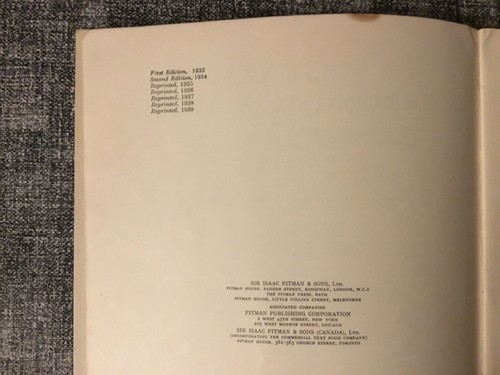 First Edition, 1933
Second Edition, 1934
Reprinted, 1935
Reprinted, 1936
Reprinted, 1937
Reprinted, 1938
Reprinted, 1939
SIR ISAAC PITMAN & SONS, LTD.
PITMAN HOUSE, PARKER STREET, KINGSWAY, LONDON, W.C.2
THE PITMAN PRESS, BATH
PITMAN HOUSE, LITTLE COLLINS STREET, MELBOURNE
ASSOCIATED COMPANIES
PITMAN PUBLISHING CORPORATION
2 WEST 45TH STREET, NEW YORK
205 WEST MONROE STREET, CHICAGO
SIR ISAAC PITMAN & SONS (CANADA), LTD.
(INCORPORATING THE COMMERCIAL TEXT BOOK COMPANY)
PITMAN HOUSE, 381-383 CHURCH STREET, TORONTO